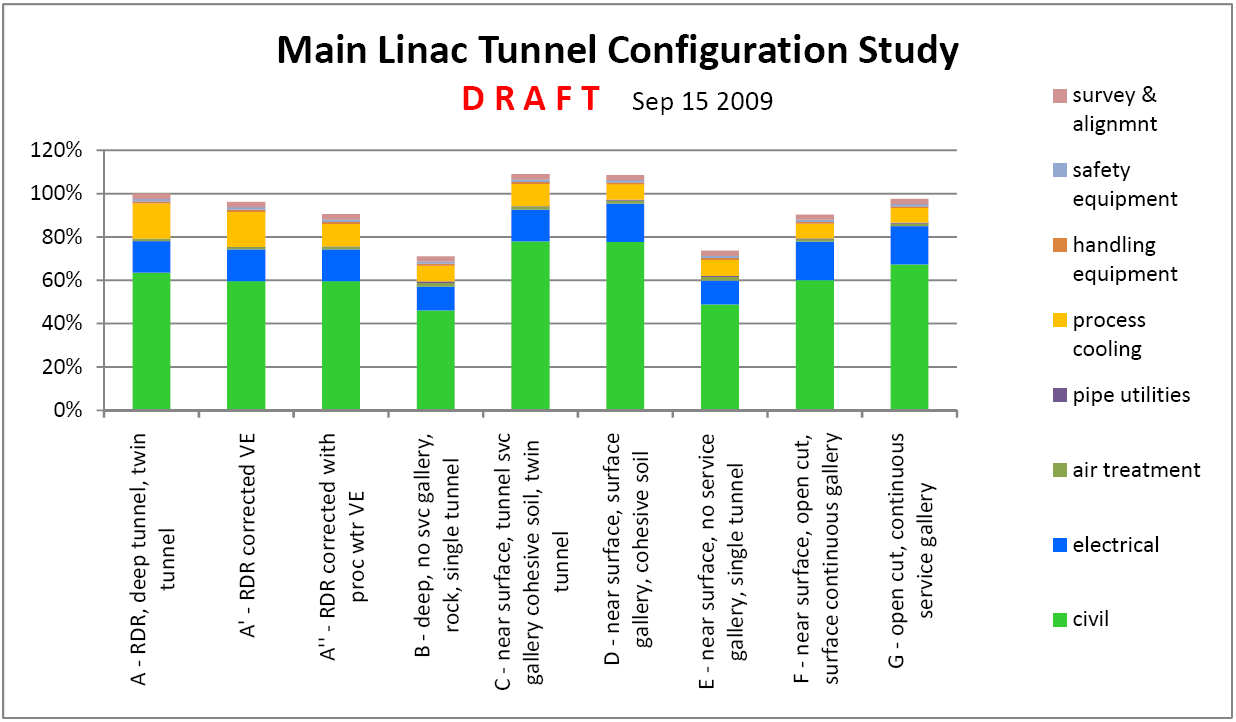 Main Linac Tunnel Configuration Study
D R A F T Sep 15 2009
120%
100%
80%
60%
40%
20%
0%
A - RDR, deep tunnel, twin
tunnel
A' - RDR corrected VE
A'' - RDR corrected with
proc wtr VE
B - deep, no svc gallery,
rock, single tunnel
C - near surface, tunnel svc
gallery cohesive soil, twin
tunnel
D - near surface, surface
gallery, cohesive soil
E - near surface, no service
gallery, single tunnel
F - near surface, open cut,
surface continuous gallery
G - open cut, continuous
service gallery
survey &
alignmnt
safety
equipment
handling
equipment
process
cooling
pipe utilities
air treatment
electrical
civil